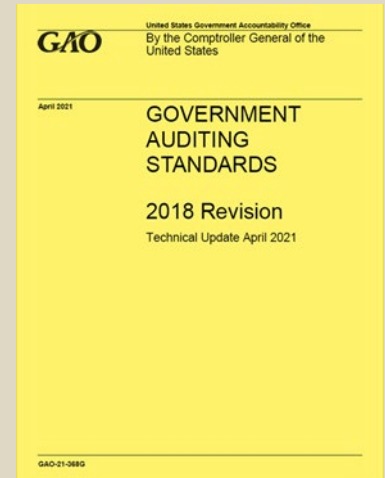 GAO
United States Government Accountability Office
By the Comptroller General of the
United States
April 2021
GOVERNMENT
AUDITING
STANDARDS
2018 Revision
Technical Update April 2021
GAO-21-368G